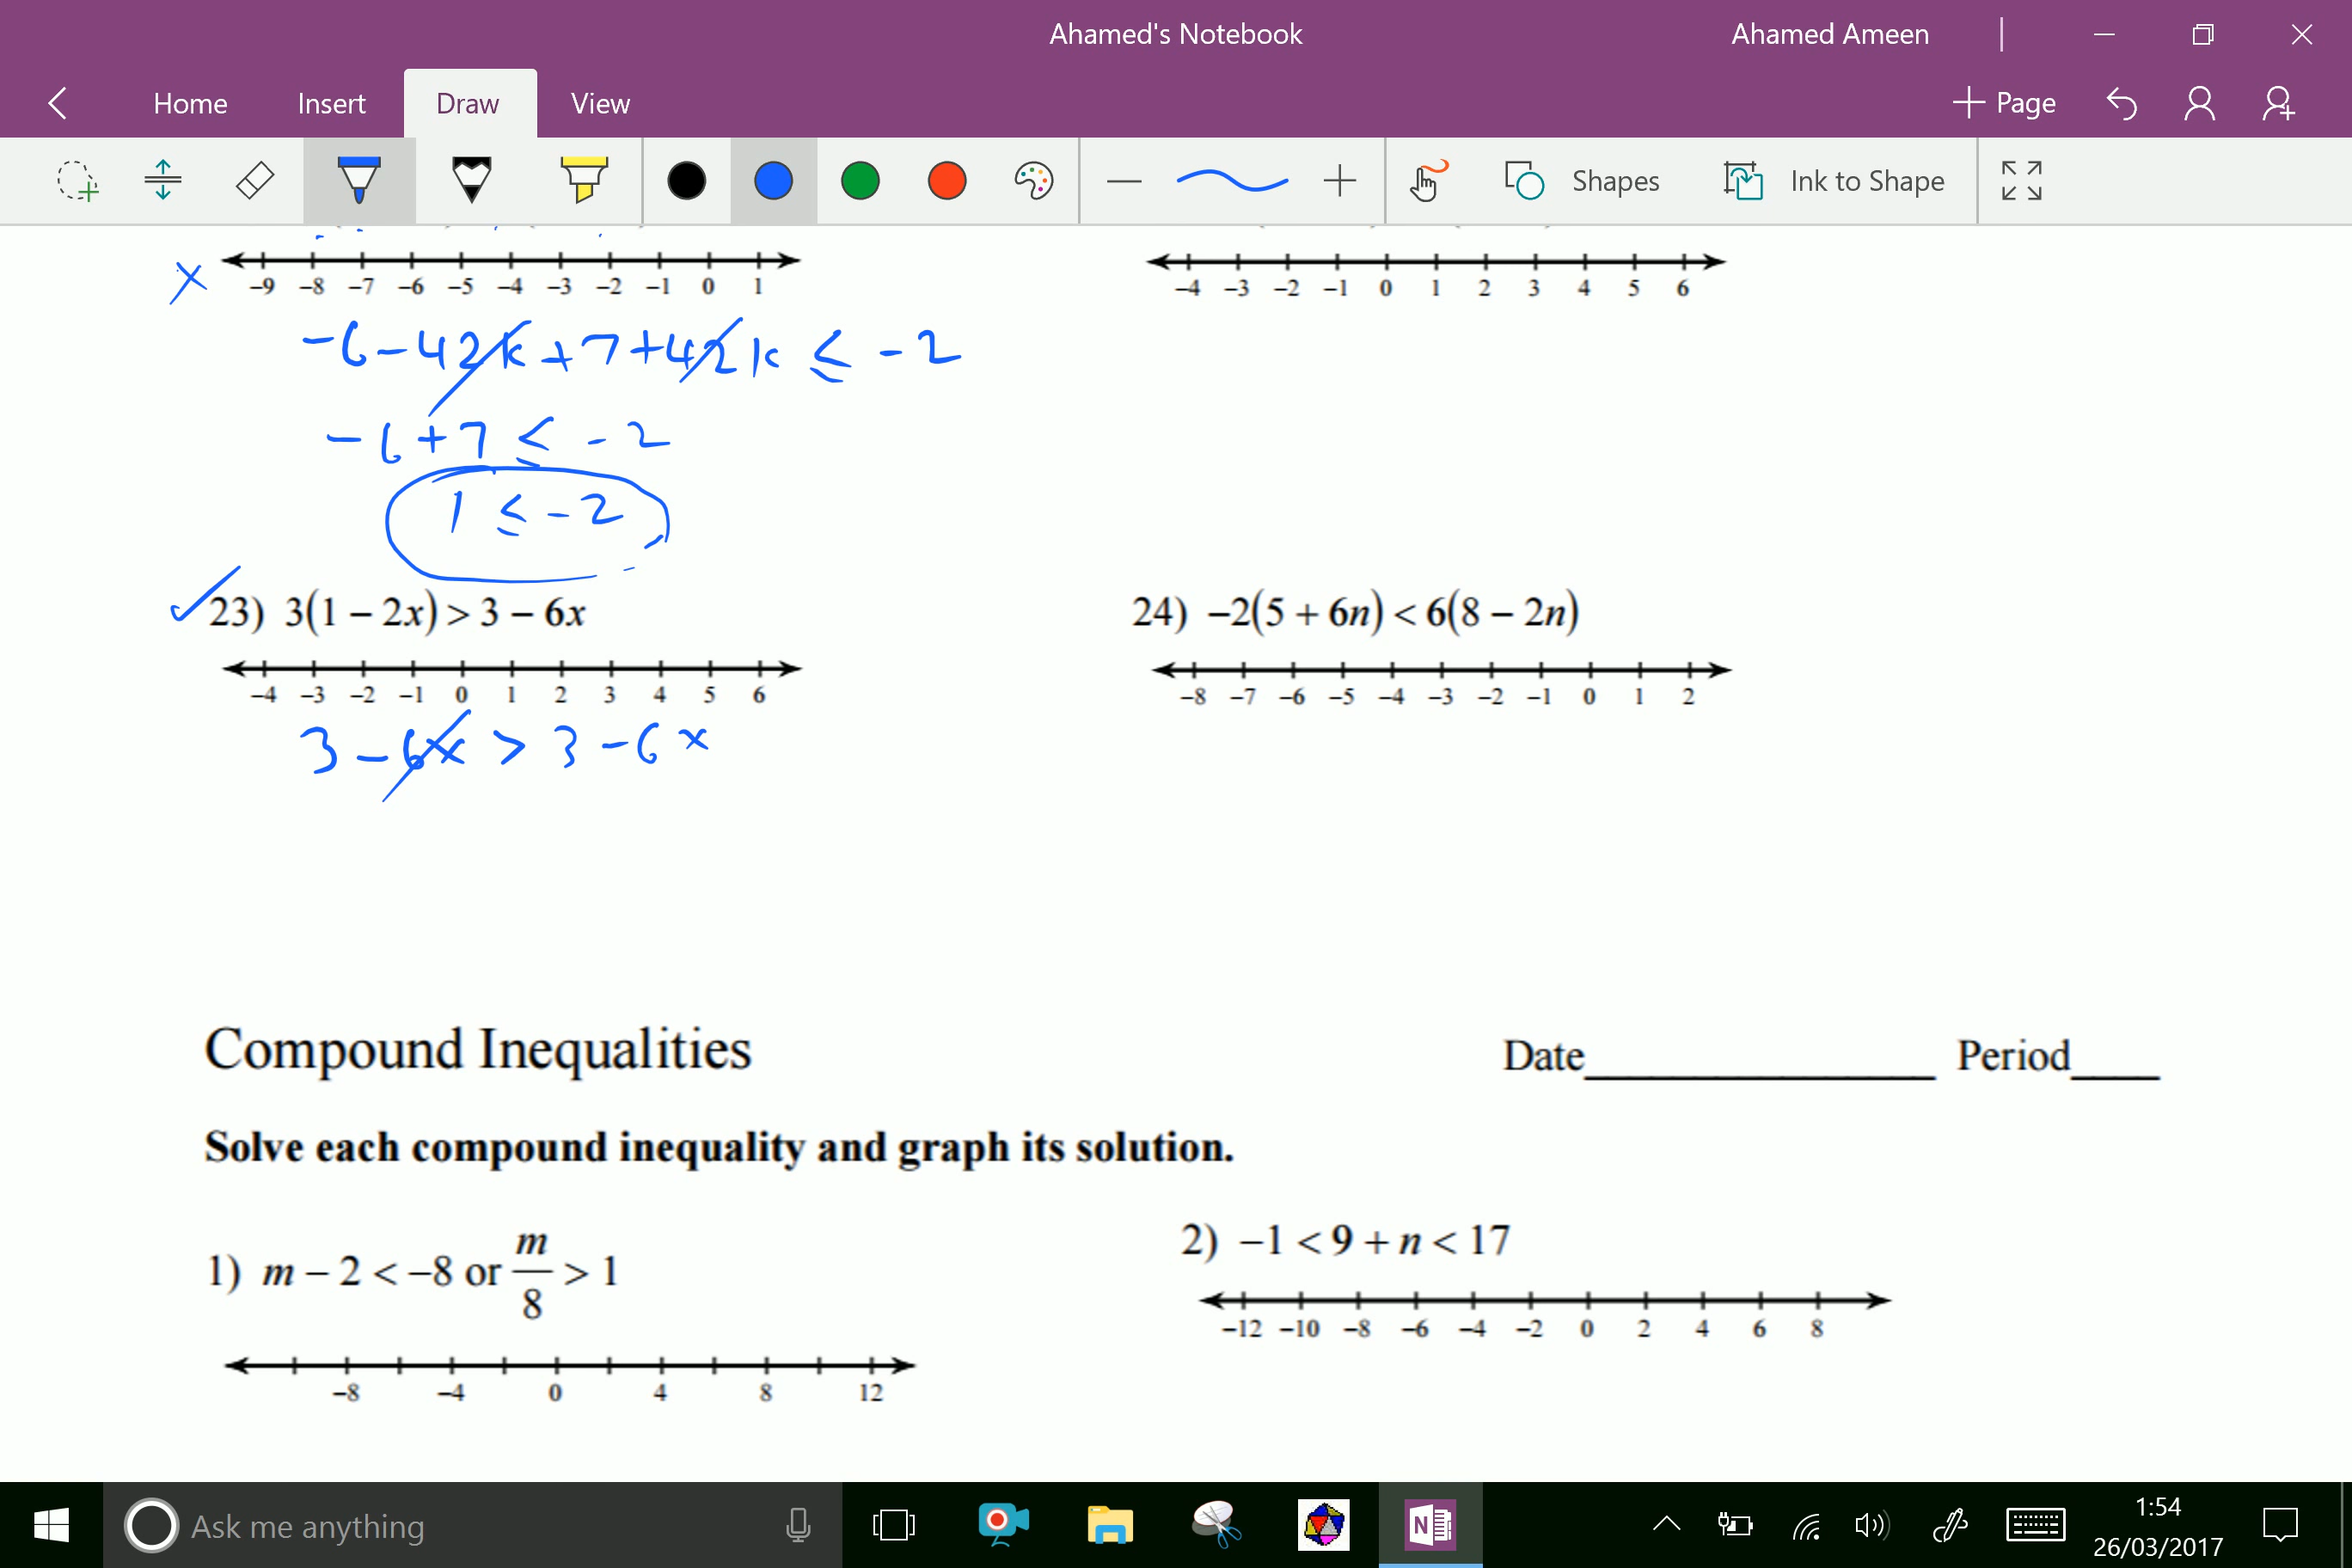 Ahamed's Notebook
Ahamed Ameen
Home Insert Draw View
Page
Shapes
Ink to Shape
-9 -8 -7 -6 -5 -4 -3 -2 -1 0 1
-4 -3 -2 -1 0 1 2 3 4 5 6
x
-6-42k+7+42k ≤ -2
-6+7 ≤ -2
1 ≤ -2
23) 3(1 – 2x) > 3 – 6x
-4 -3 -2 -1 0 1 2 3 4 5 6
3-6x > 3-6x
24) –2(5 + 6n) < 6(8 – 2n)
-8 -7 -6 -5 -4 -3 -2 -1 0 1 2
Compound Inequalities
Date________________ Period____
Solve each compound inequality and graph its solution.
1) m – 2 < –8 or m/8 > 1
-8 -4 0 4 8 12
2) –1 < 9 + n < 17
-12 -10 -8 -6 -4 -2 0 2 4 6 8
Ask me anything
N
1:54
26/03/2017